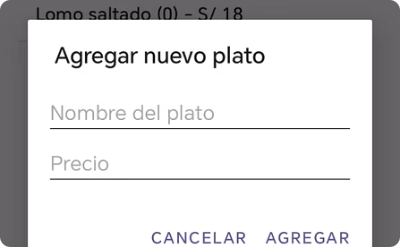 Lomo saltado (0) - S/ 18
Agregar nuevo plato
Nombre del plato
Precio
CANCELAR AGREGAR